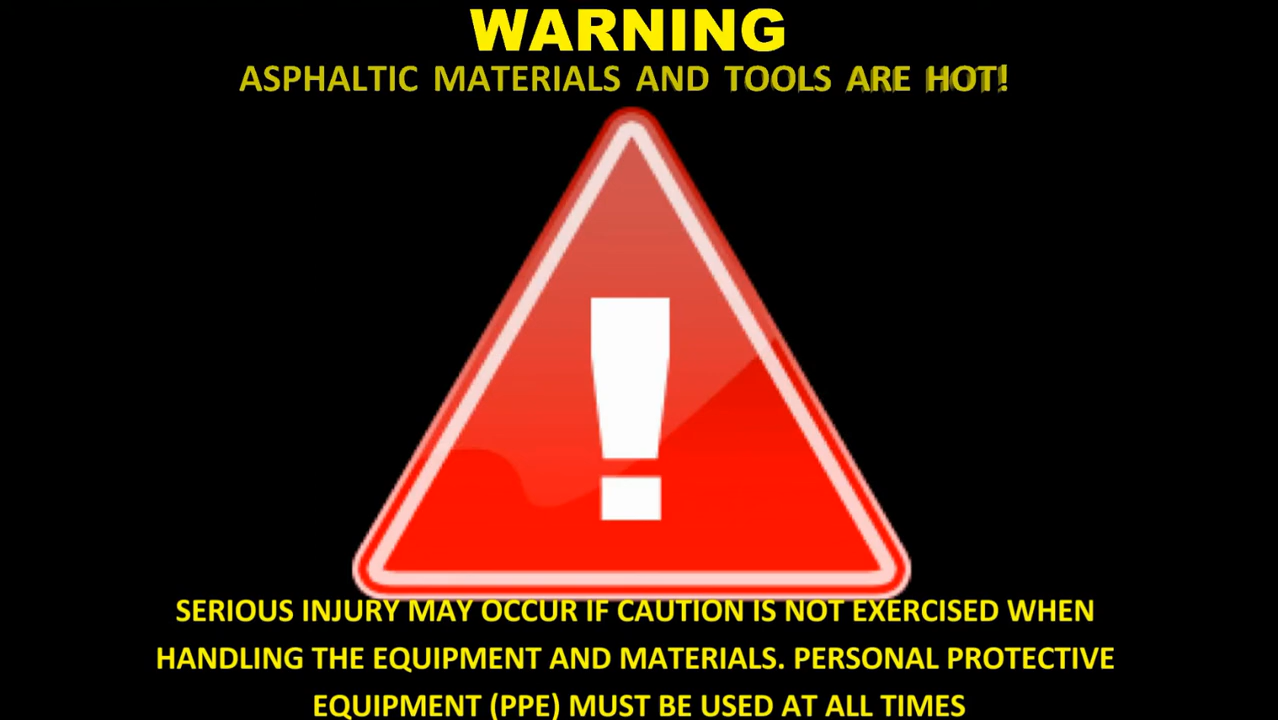 WARNING
ASPHALTIC MATERIALS AND TOOLS ARE HOT!
!
SERIOUS INJURY MAY OCCUR IF CAUTION IS NOT EXERCISED WHEN
HANDLING THE EQUIPMENT AND MATERIALS. PERSONAL PROTECTIVE
EQUIPMENT (PPE) MUST BE USED AT ALL TIMES